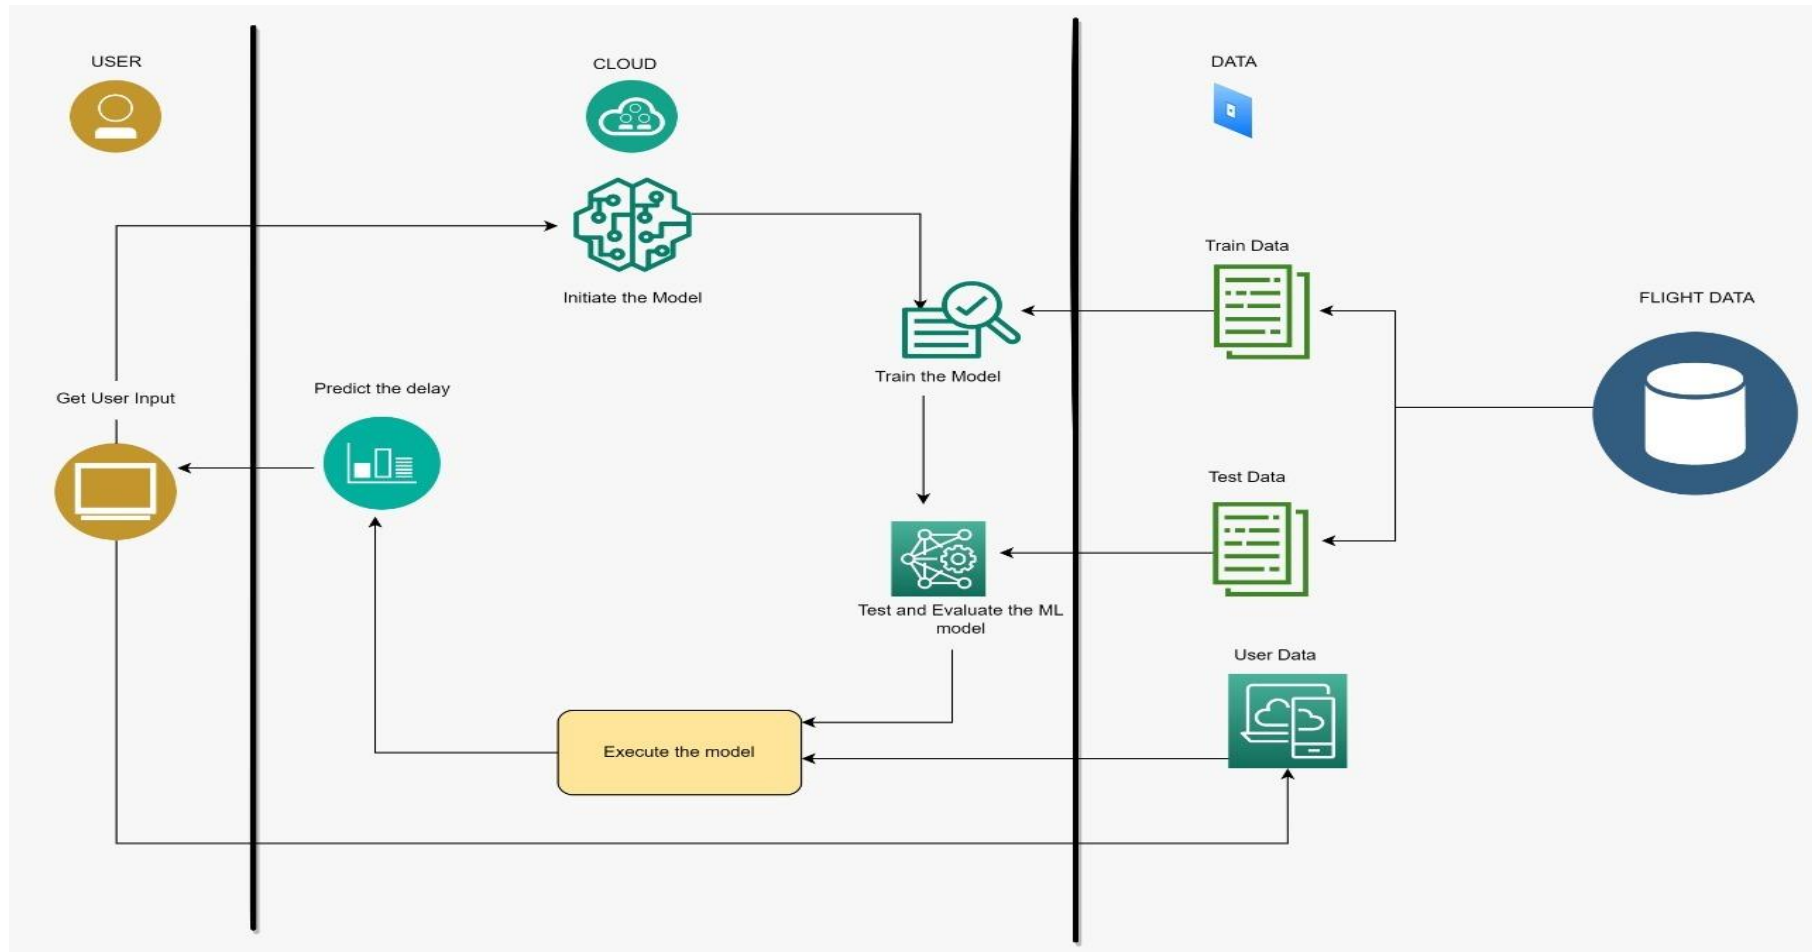 USER
CLOUD
DATA
Train Data
Initiate the Model
FLIGHT DATA
Train the Model
Predict the delay
Get User Input
Test Data
Test and Evaluate the ML
model
User Data
Execute the model